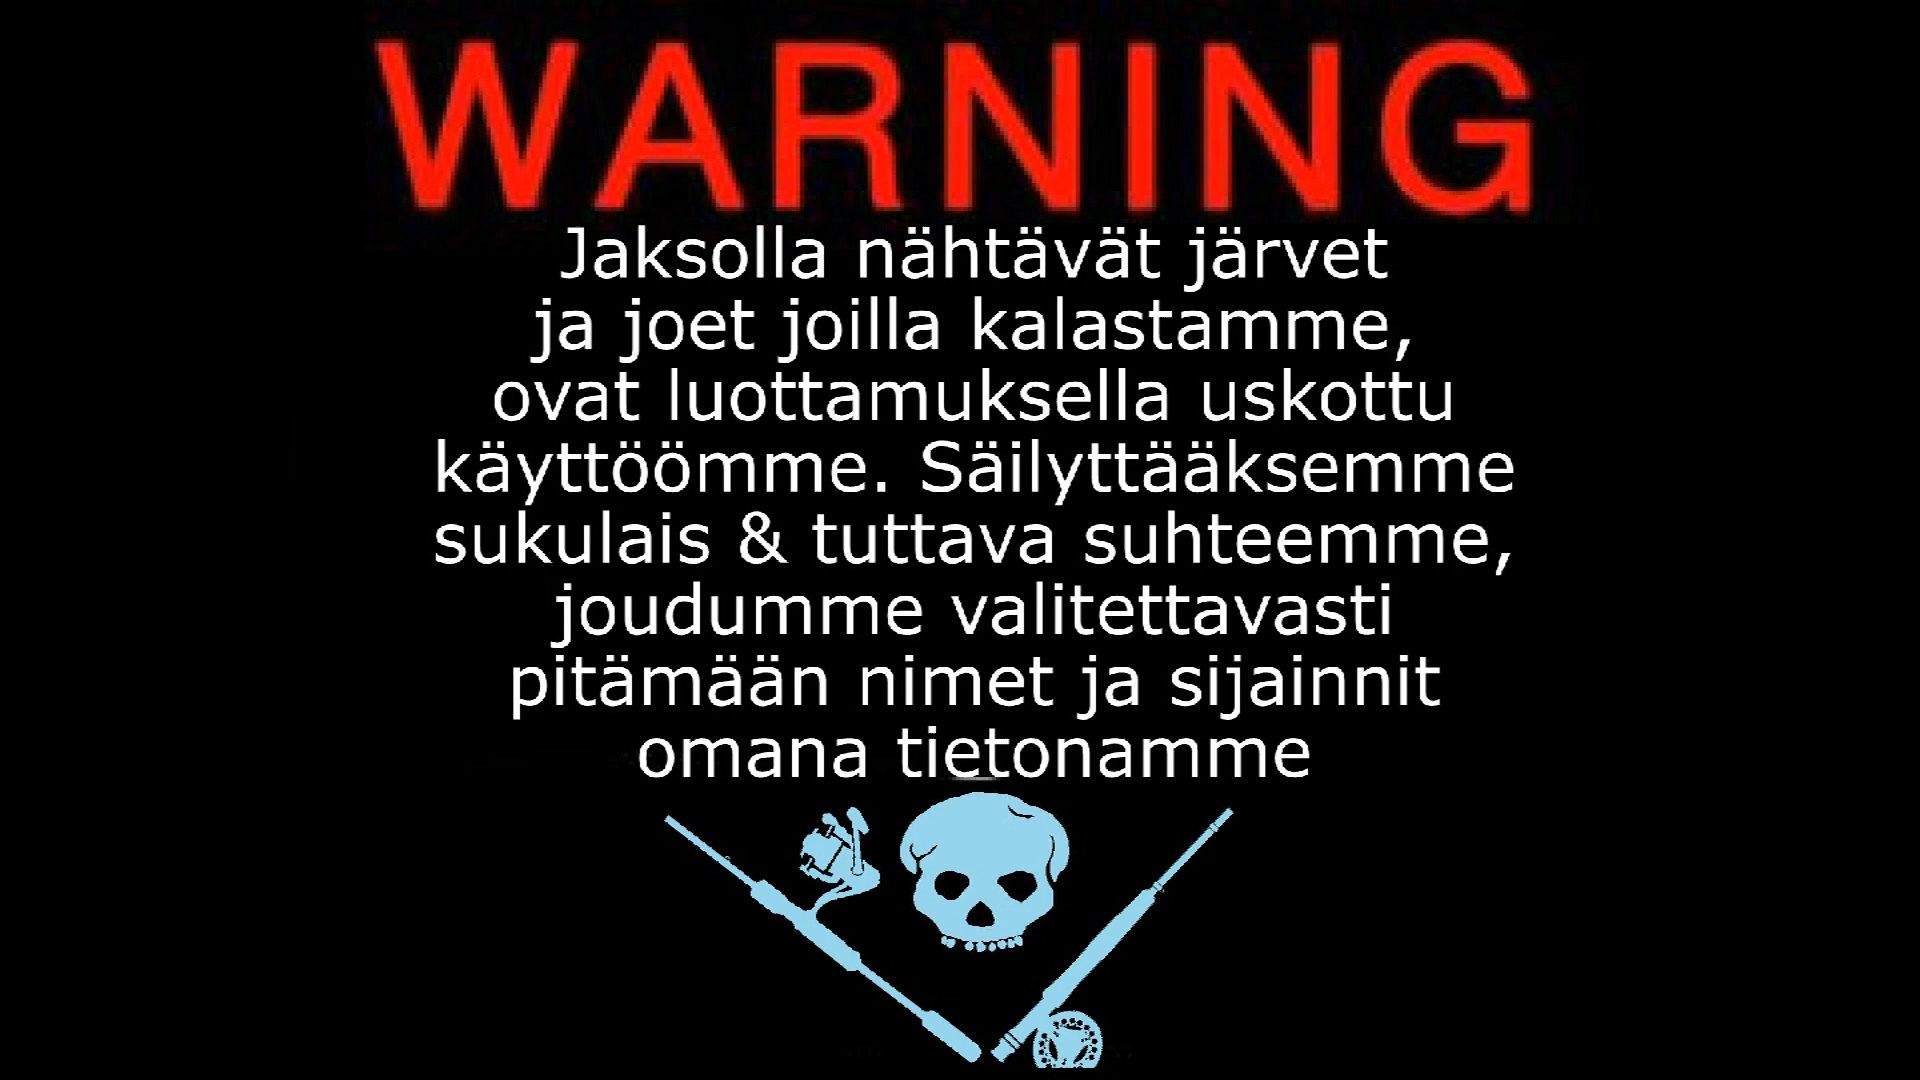 WARNING
Jaksolla nähtävät järvet
ja joet joilla kalastamme,
ovat luottamuksella uskottu
käyttöömme. Säilyttääksemme
sukulais & tuttava suhteemme,
joudumme valitettavasti
pitämään nimet ja sijainnit
omana tietonamme